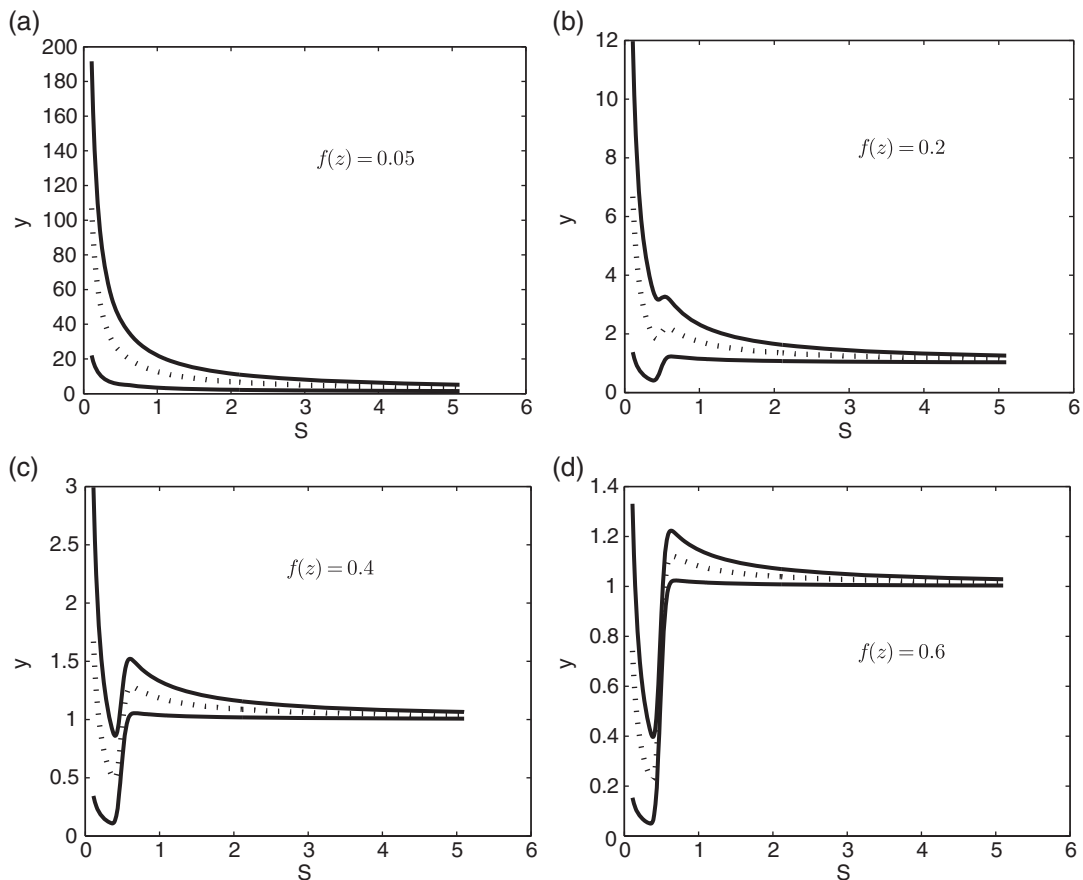 (a)
200
180
160
140
120
100
80
60
40
20
0
y
f(z) = 0.05
0 1 2 3 4 5 6
S
(b)
12
10
8
6
4
2
0
y
f(z) = 0.2
0 1 2 3 4 5 6
S
(c)
3
2.5
2
1.5
1
0.5
0
y
f(z) = 0.4
0 1 2 3 4 5 6
S
(d)
1.4
1.2
1
0.8
0.6
0.4
0.2
0
y
f(z) = 0.6
0 1 2 3 4 5 6
S